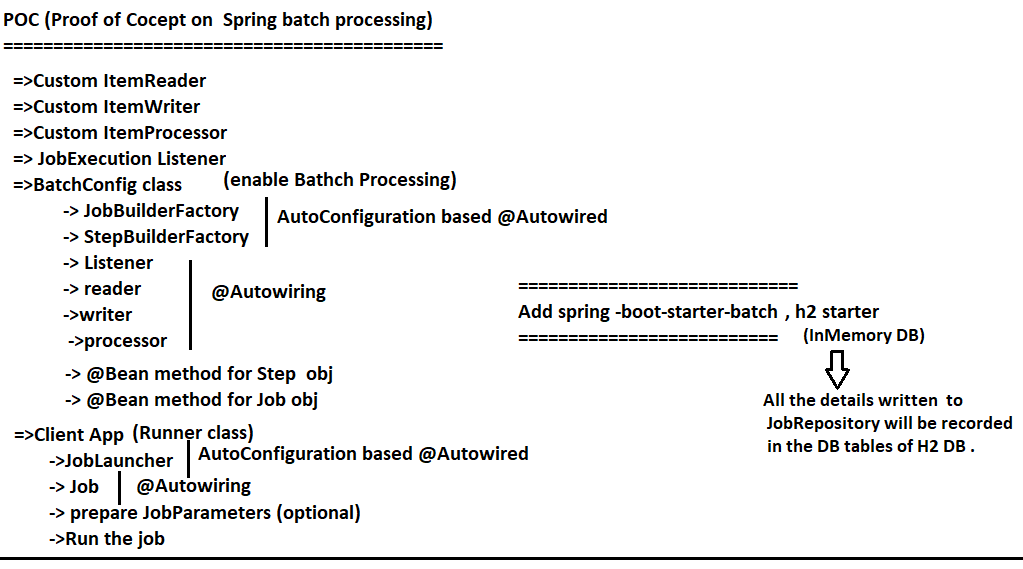 POC (Proof of Cocept on  Spring batch processing)
============================================
=>Custom ItemReader
=>Custom ItemWriter
=>Custom ItemProcessor
=> JobExecution Listener
=>BatchConfig class (enable Bathch Processing)
-> JobBuilderFactory
AutoConfiguration based @Autowired
-> StepBuilderFactory
-> Listener
-> reader
@Autowiring
->writer
->processor
-> @Bean method for Step  obj
-> @Bean method for Job obj
=>Client App (Runner class)
->JobLauncher AutoConfiguration based @Autowired
-> Job @Autowiring
-> prepare JobParameters (optional)
->Run the job
============================
Add spring -boot-starter-batch , h2 starter
==========================
(InMemory DB)
All the details written  to
JobRepository will be recorded
in the DB tables of H2 DB .